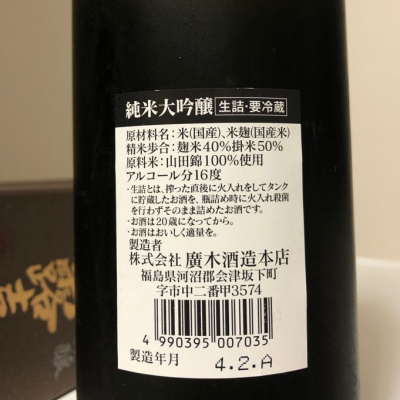 純米大吟醸 生詰・要冷蔵
原材料名：米(国産)、米麹(国産米)
精米歩合：麹米40％掛米50％
原料米：山田錦100％使用
アルコール分16度
・生詰とは、搾った直後に火入れをしてタンク
に貯蔵したお酒を、瓶詰め時に火入れ殺菌
を行わずそのまま詰めたお酒です。
・お酒は20歳になってから。
・お酒はおいしく適量を。
製造者
株式会社 廣木酒造本店
福島県河沼郡会津坂下町
字市中二番甲3574
4 990395 007035
製造年月 4.2.A